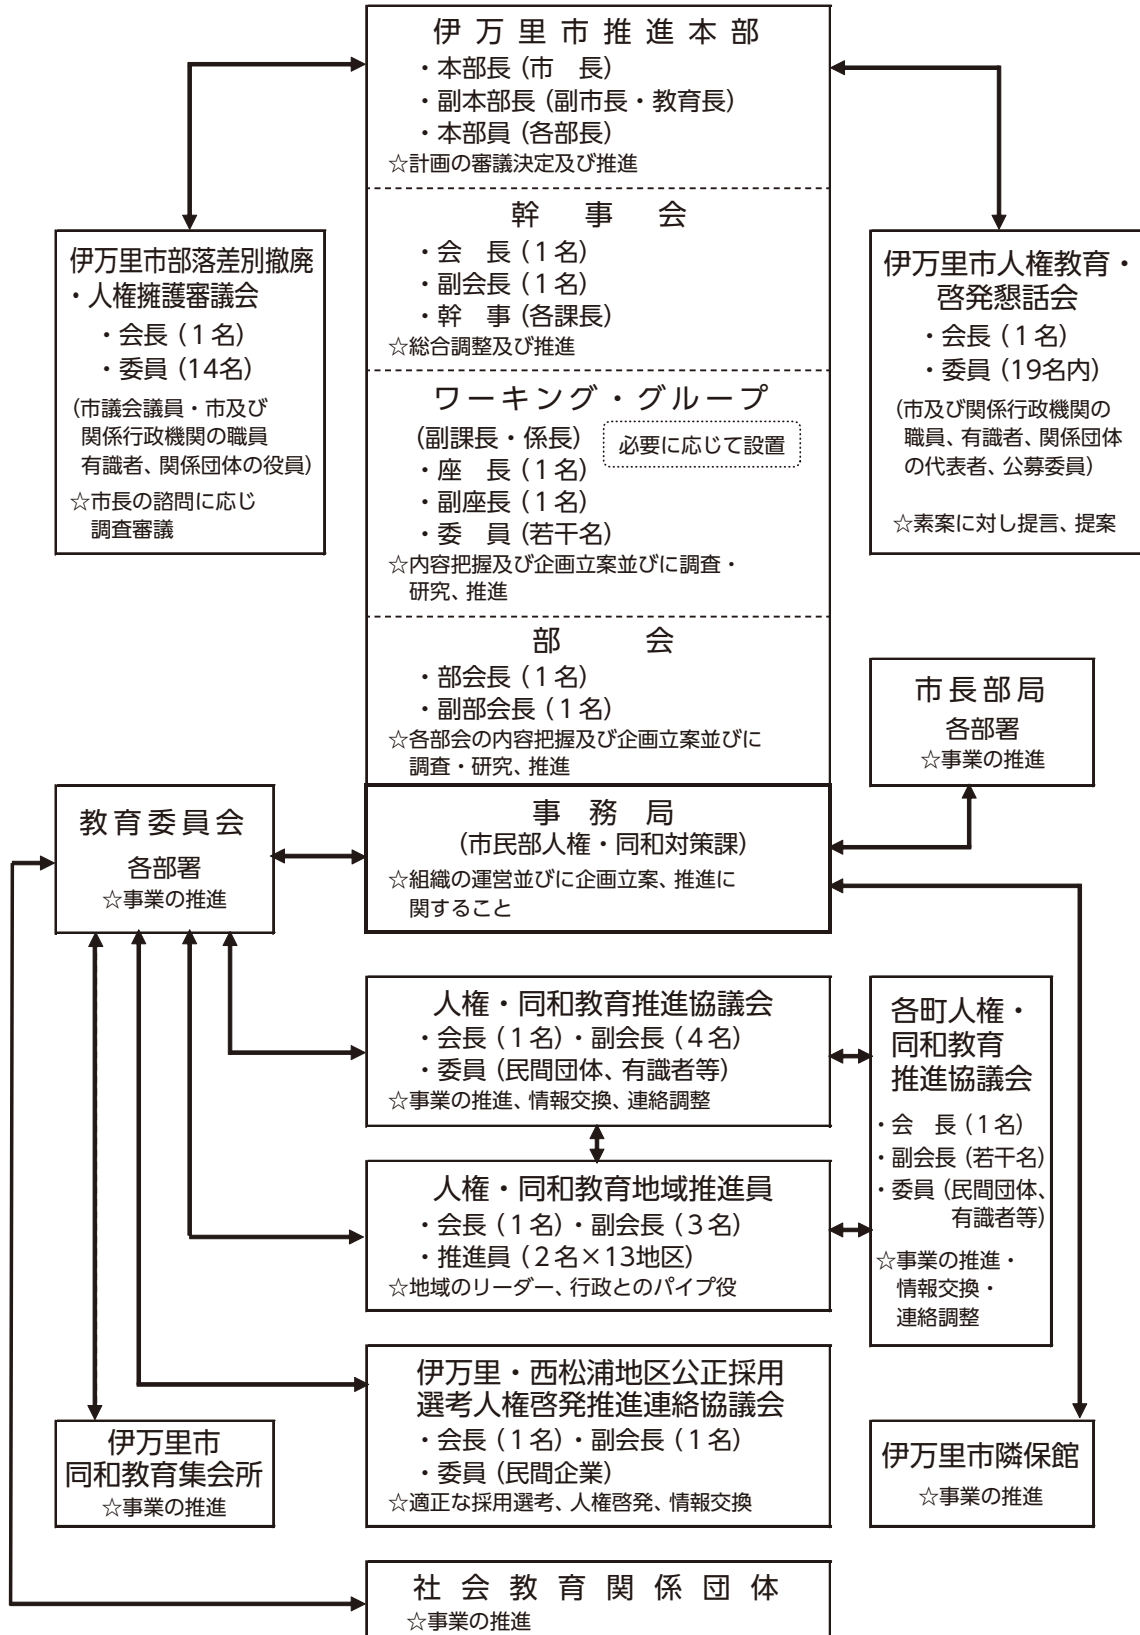 伊万里市推進本部
・本部長（市　長）
・副本部長（副市長・教育長）
・本部員（各部長）
☆計画の審議決定及び推進
幹　事　会
・会　長（１名）
・副会長（１名）
・幹　事（各課長）
☆総合調整及び推進
ワーキング・グループ
（副課長・係長）
必要に応じて設置
・座　長（１名）
・副座長（１名）
・委　員（若干名）
☆内容把握及び企画立案並びに調査・
研究、推進
部　　会
・部会長（１名）
・副部会長（１名）
☆各部会の内容把握及び企画立案並びに
調査・研究、推進
事　務　局
（市民部人権・同和対策課）
☆組織の運営並びに企画立案、推進に
関すること
伊万里市部落差別撤廃
・人権擁護審議会
・会長（１名）
・委員（14名）
（市議会議員・市及び
関係行政機関の職員
有識者、関係団体の役員）
☆市長の諮問に応じ
調査審議
伊万里市人権教育・
啓発懇話会
・会長（１名）
・委員（19名内）
（市及び関係行政機関の
職員、有識者、関係団体
の代表者、公募委員）
☆素案に対し提言、提案
市長部局
各部署
☆事業の推進
教育委員会
各部署
☆事業の推進
人権・同和教育推進協議会
・会長（１名）・副会長（４名）
・委員（民間団体、有識者等）
☆事業の推進、情報交換、連絡調整
人権・同和教育地域推進員
・会長（１名）・副会長（３名）
・推進員（２名×13地区）
☆地域のリーダー、行政とのパイプ役
各町人権・
同和教育
推進協議会
・会　長（１名）
・副会長（若干名）
・委員（民間団体、
有識者等）
☆事業の推進・
情報交換・
連絡調整
伊万里・西松浦地区公正採用
選考人権啓発推進連絡協議会
・会長（１名）・副会長（１名）
・委員（民間企業）
☆適正な採用選考、人権啓発、情報交換
伊万里市
同和教育集会所
☆事業の推進
伊万里市隣保館
☆事業の推進
社会教育関係団体
☆事業の推進